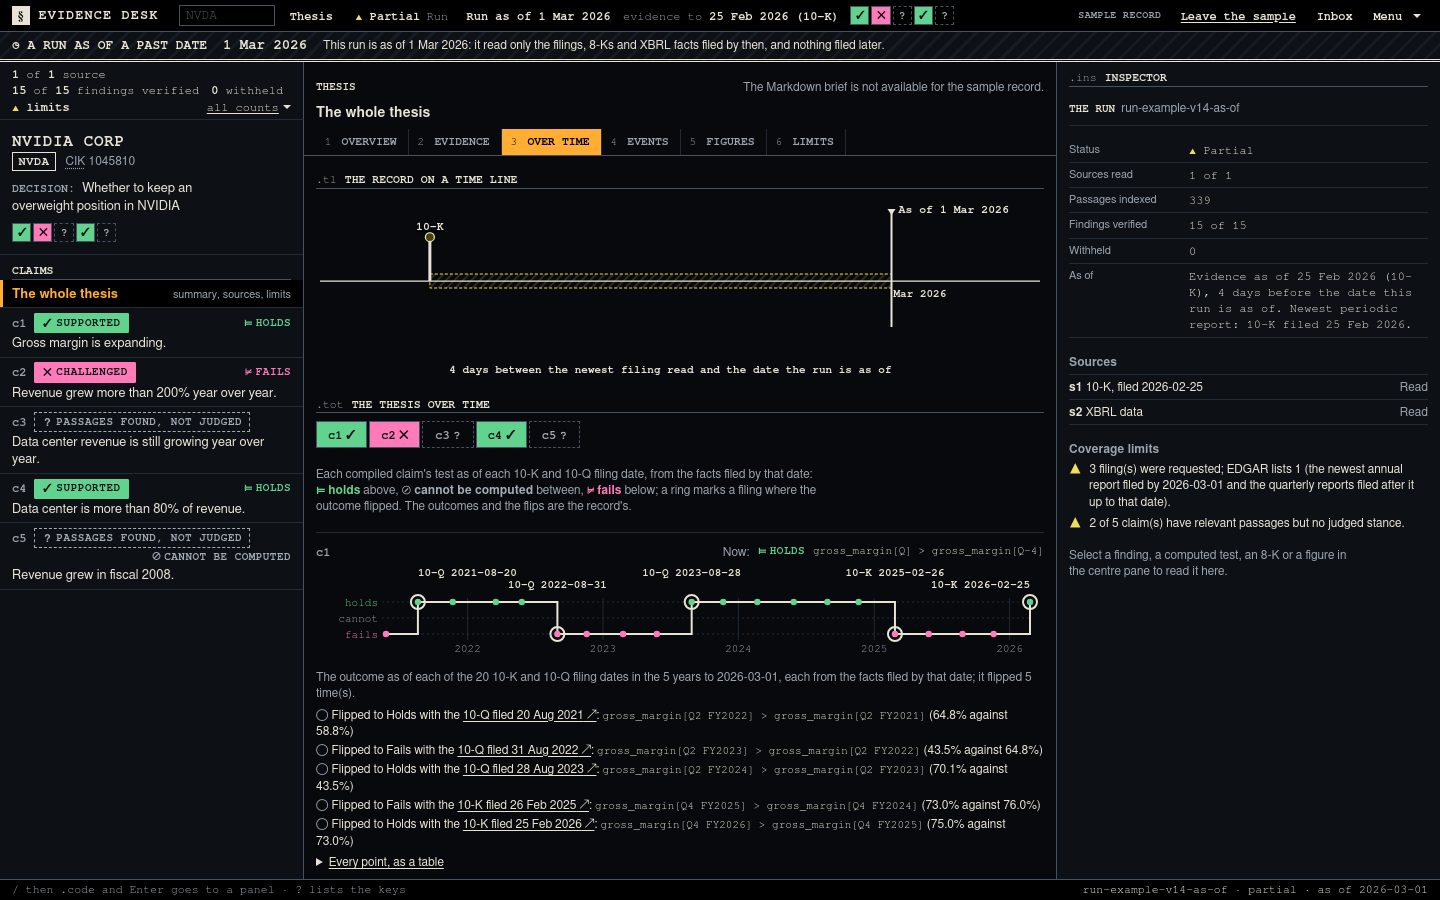 § EVIDENCE DESK NVDA Thesis ▲ Partial Run Run as of 1 Mar 2026 evidence to 25 Feb 2026 (10-K) ✓ ✕ ? ✓ ? SAMPLE RECORD Leave the sample Inbox Menu
A RUN AS OF A PAST DATE 1 Mar 2026 This run is as of 1 Mar 2026: it read only the filings, 8-Ks and XBRL facts filed by then, and nothing filed later.
1 of 1 source
15 of 15 findings verified 0 withheld
▲ limits all counts
NVIDIA CORP
NVDA CIK 1045810
DECISION: Whether to keep an
overweight position in NVIDIA
✓ ✕ ? ✓ ?
CLAIMS
The whole thesis summary, sources, limits
c1 ✓ SUPPORTED ⊨ HOLDS
Gross margin is expanding.
c2 ✕ CHALLENGED ⊭ FAILS
Revenue grew more than 200% year over year.
c3 ? PASSAGES FOUND, NOT JUDGED
Data center revenue is still growing year over
year.
c4 ✓ SUPPORTED ⊨ HOLDS
Data center is more than 80% of revenue.
c5 ? PASSAGES FOUND, NOT JUDGED
⊘ CANNOT BE COMPUTED
Revenue grew in fiscal 2008.
THESIS The Markdown brief is not available for the sample record.
The whole thesis
1 OVERVIEW 2 EVIDENCE 3 OVER TIME 4 EVENTS 5 FIGURES 6 LIMITS
.tl THE RECORD ON A TIME LINE
As of 1 Mar 2026
10-K
Mar 2026
4 days between the newest filing read and the date the run is as of
.tot THE THESIS OVER TIME
c1 ✓ c2 ✕ c3 ? c4 ✓ c5 ?
Each compiled claim's test as of each 10-K and 10-Q filing date, from the facts filed by that date:
⊨ holds above, ⊘ cannot be computed between, ⊭ fails below; a ring marks a filing where the
outcome flipped. The outcomes and the flips are the record's.
c1 Now: ⊨ HOLDS gross_margin[Q] > gross_margin[Q-4]
10-Q 2021-08-20 10-Q 2023-08-28 10-K 2025-02-26
10-Q 2022-08-31 10-K 2026-02-25
holds
cannot
fails
2022 2023 2024 2025 2026
The outcome as of each of the 20 10-K and 10-Q filing dates in the 5 years to 2026-03-01, each from the facts filed by that date; it flipped 5
time(s).
Flipped to Holds with the 10-Q filed 20 Aug 2021 ↗: gross_margin[Q2 FY2022] > gross_margin[Q2 FY2021] (64.8% against
58.8%)
Flipped to Fails with the 10-Q filed 31 Aug 2022 ↗: gross_margin[Q2 FY2023] > gross_margin[Q2 FY2022] (43.5% against 64.8%)
Flipped to Holds with the 10-Q filed 28 Aug 2023 ↗: gross_margin[Q2 FY2024] > gross_margin[Q2 FY2023] (70.1% against
43.5%)
Flipped to Fails with the 10-K filed 26 Feb 2025 ↗: gross_margin[Q4 FY2025] > gross_margin[Q4 FY2024] (73.0% against 76.0%)
Flipped to Holds with the 10-K filed 25 Feb 2026 ↗: gross_margin[Q4 FY2026] > gross_margin[Q4 FY2025] (75.0% against
73.0%)
▶ Every point, as a table
.ins INSPECTOR
THE RUN run-example-v14-as-of
Status ▲ Partial
Sources read 1 of 1
Passages indexed 339
Findings verified 15 of 15
Withheld 0
As of Evidence as of 25 Feb 2026 (10-
K), 4 days before the date this
run is as of. Newest periodic
report: 10-K filed 25 Feb 2026.
Sources
s1 10-K, filed 2026-02-25 Read
s2 XBRL data Read
Coverage limits
▲ 3 filing(s) were requested; EDGAR lists 1 (the newest annual
report filed by 2026-03-01 and the quarterly reports filed after it
up to that date).
▲ 2 of 5 claim(s) have relevant passages but no judged stance.
Select a finding, a computed test, an 8-K or a figure in
the centre pane to read it here.
/ then .code and Enter goes to a panel · ? lists the keys run-example-v14-as-of · partial · as of 2026-03-01